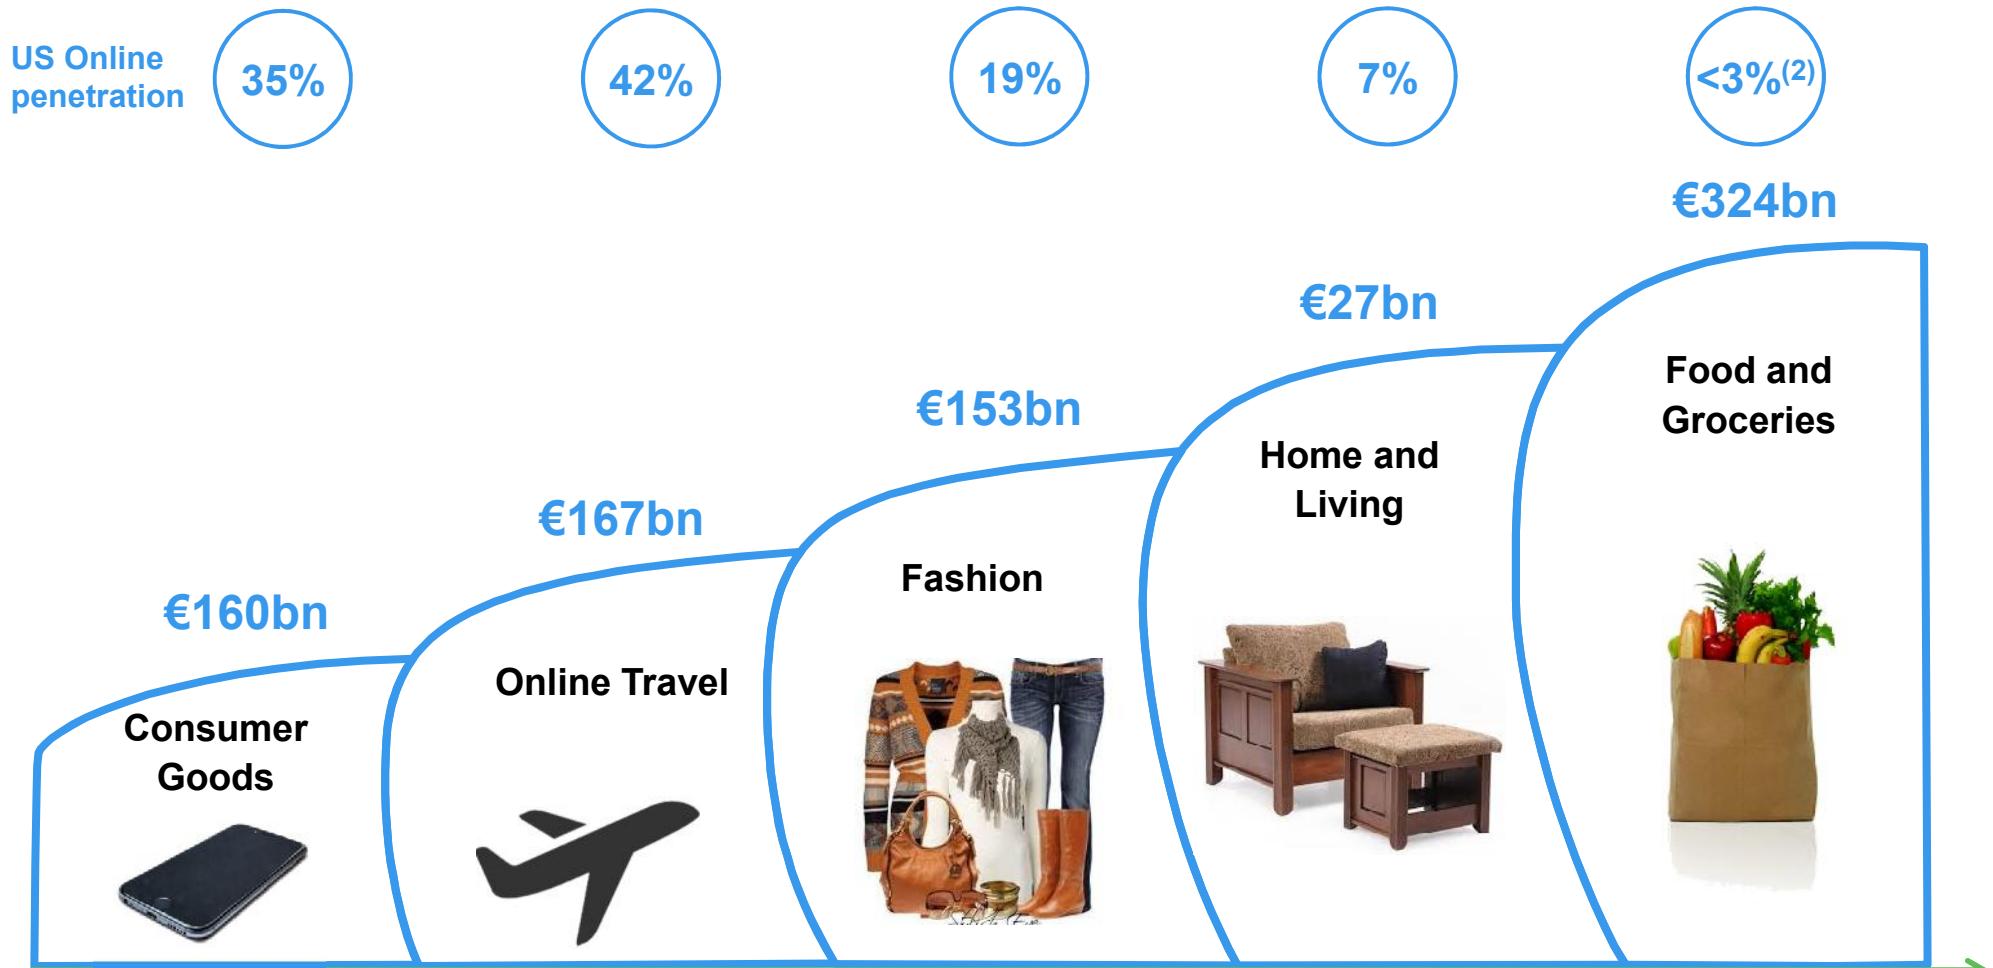 US Online
penetration
35%
42%
19%
7%
<3%(2)
€324bn
€27bn
€153bn
€167bn
€160bn
Food and
Groceries
Home and
Living
Fashion
Online Travel
Consumer
Goods